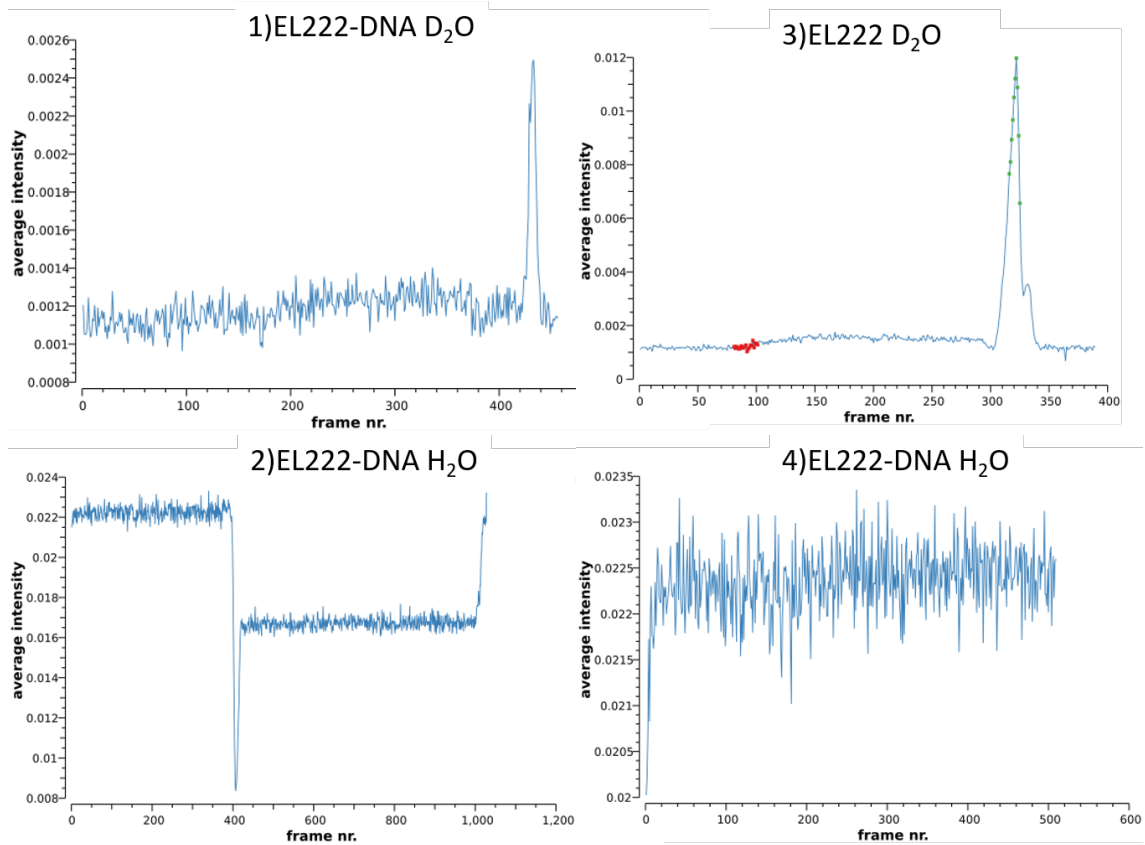 1)EL222-DNA D₂O
average intensity
0.0026
0.0024
0.0022
0.002
0.0018
0.0016
0.0014
0.0012
0.001
0.0008
0 100 200 300 400
frame nr.
3)EL222 D₂O
average intensity
0.012
0.01
0.008
0.006
0.004
0.002
0
0 50 100 150 200 250 300 350 400
frame nr.
2)EL222-DNA H₂O
average intensity
0.024
0.022
0.02
0.018
0.016
0.014
0.012
0.01
0.008
0 200 400 600 800 1,000 1,200
frame nr.
4)EL222-DNA H₂O
average intensity
0.0235
0.023
0.0225
0.022
0.0215
0.021
0.0205
0.02
0 100 200 300 400 500 600
frame nr.